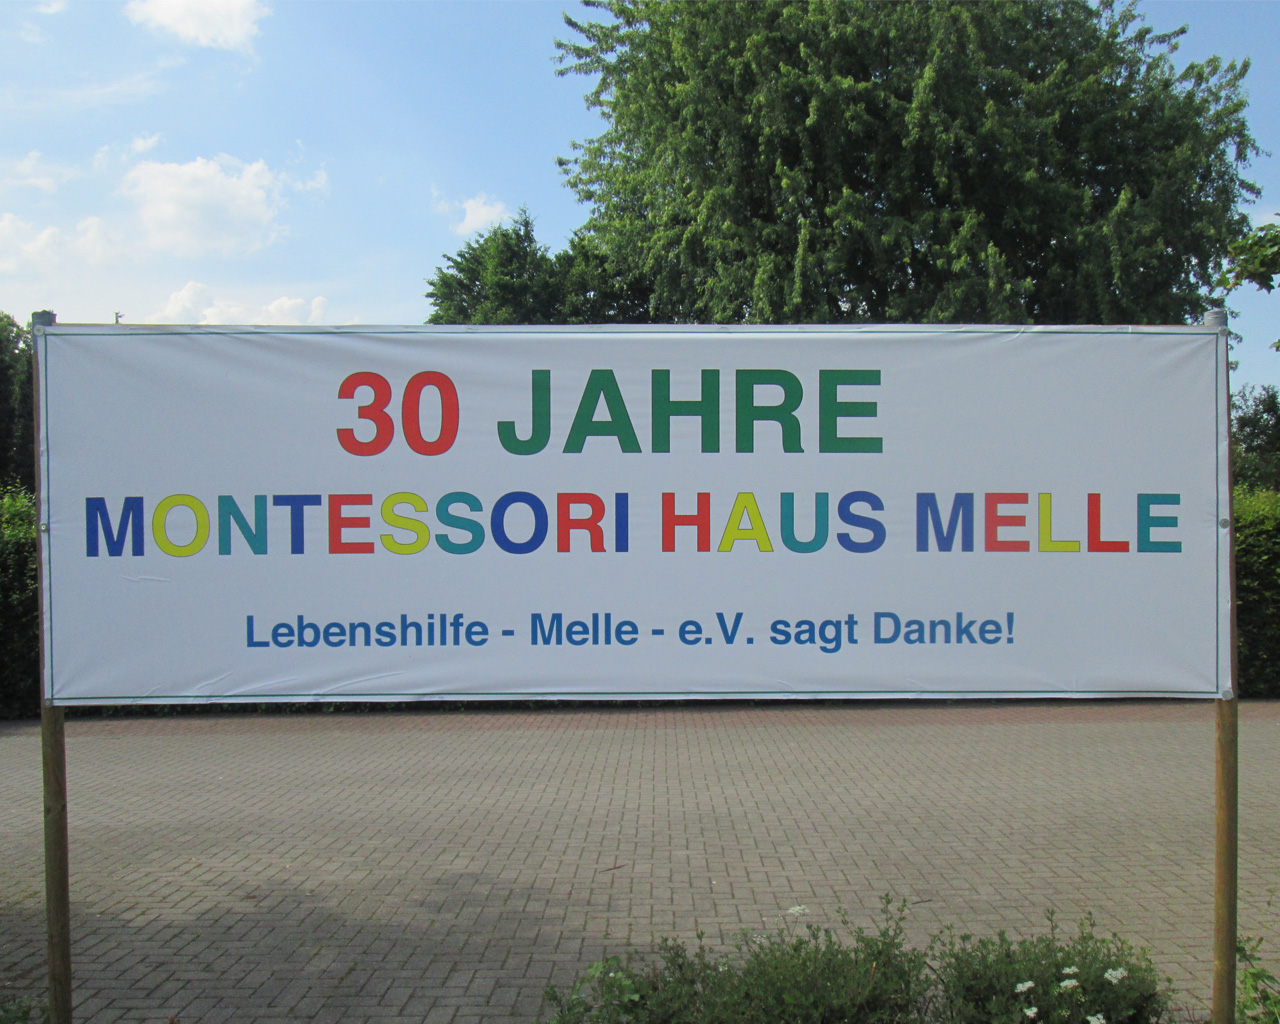 30 JAHRE
MONTESSORI HAUS MELLE
Lebenshilfe - Melle - e.V. sagt Danke!